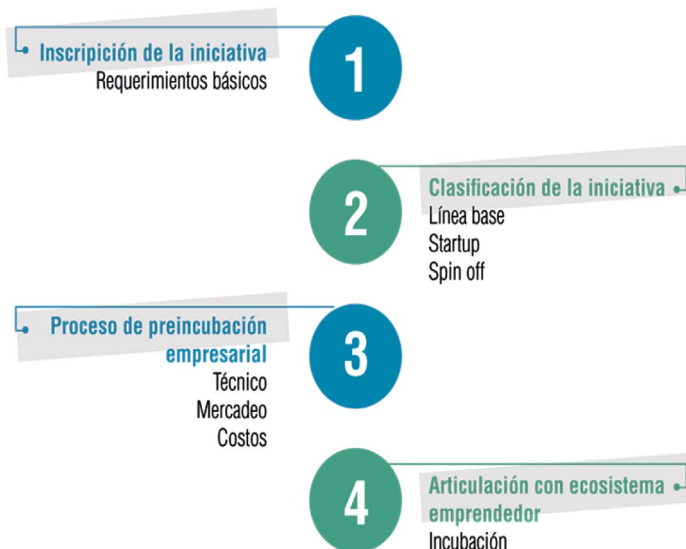 1
Inscripición de la iniciativa
Requerimientos básicos
2
Clasificación de la iniciativa
Línea base
Startup
Spin off
3
Proceso de preincubación
empresarial
Técnico
Mercadeo
Costos
4
Articulación con ecosistema
emprendedor
Incubación